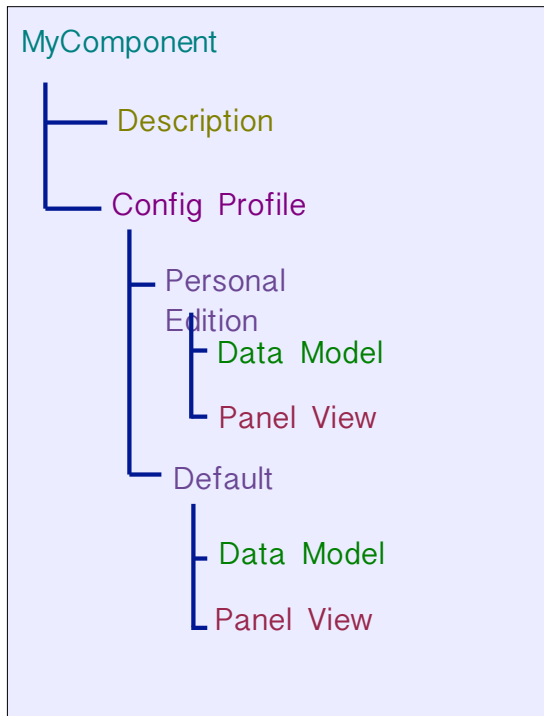 MyComponent
Description
Config Profile
Personal
Edition
Data Model
Panel View
Default
Data Model
Panel View